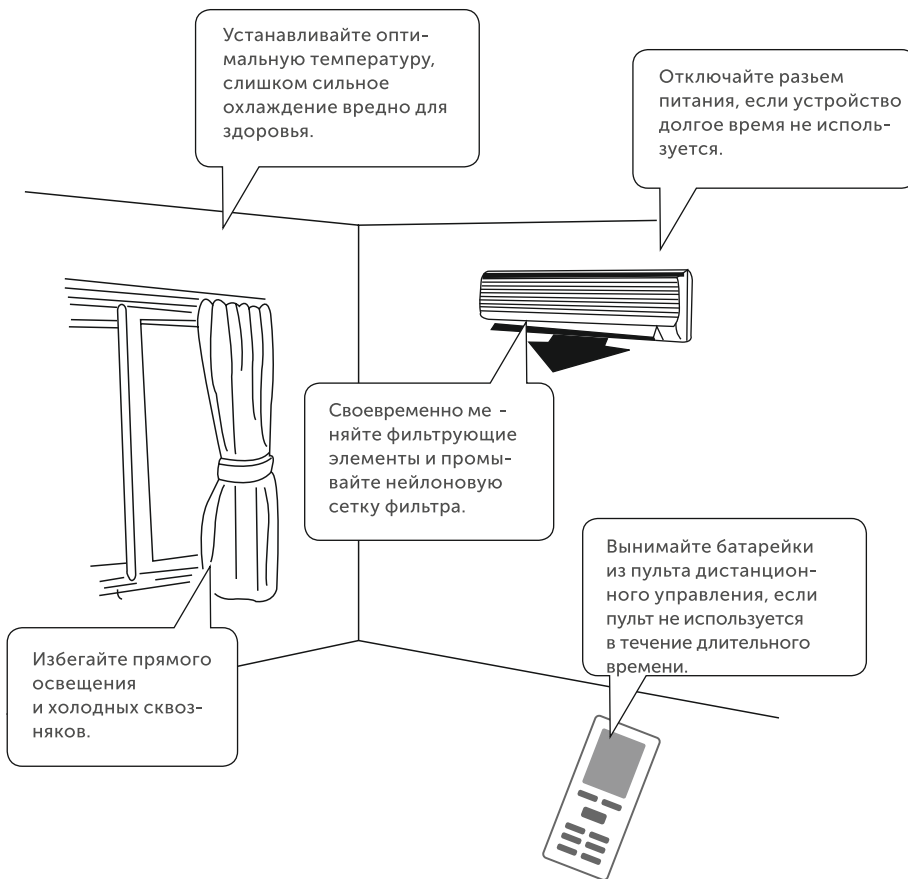 Устанавливайте опти-
мальную температуру,
слишком сильное
охлаждение вредно для
здоровья.
Отключайте разьем
питания, если устройство
долгое время не исполь-
зуется.
Своевременно ме -
няйте фильтрующие
элементы и промы-
вайте нейлоновую
сетку фильтра.
Вынимайте батарейки
из пульта дистанцион-
ного управления, если
пульт не используется
в течение длительного
времени.
Избегайте прямого
освещения
и холодных сквоз-
няков.